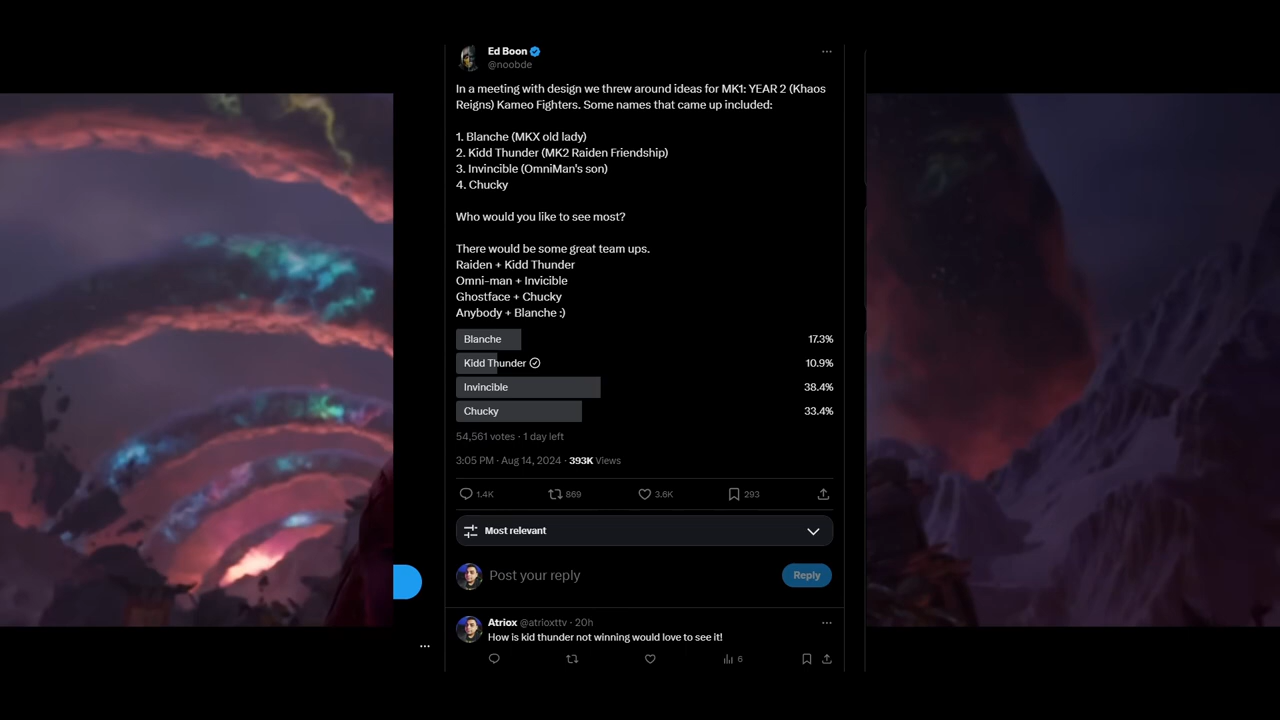 Ed Boon
@noobde
In a meeting with design we threw around ideas for MK1: YEAR 2 (Khaos
Reigns) Kameo Fighters. Some names that came up included:
1. Blanche (MKX old lady)
2. Kidd Thunder (MK2 Raiden Friendship)
3. Invincible (OmniMan's son)
4. Chucky
Who would you like to see most?
There would be some great team ups.
Raiden + Kidd Thunder
Omni-man + Invicible
Ghostface + Chucky
Anybody + Blanche :)
Blanche 17.3%
Kidd Thunder 10.9%
Invincible 38.4%
Chucky 33.4%
54,561 votes · 1 day left
3:05 PM · Aug 14, 2024 · 393K Views
1.4K 869 3.6K 293
Most relevant
Post your reply Reply
Atriox @atrioxttv · 20h
How is kid thunder not winning would love to see it!
6